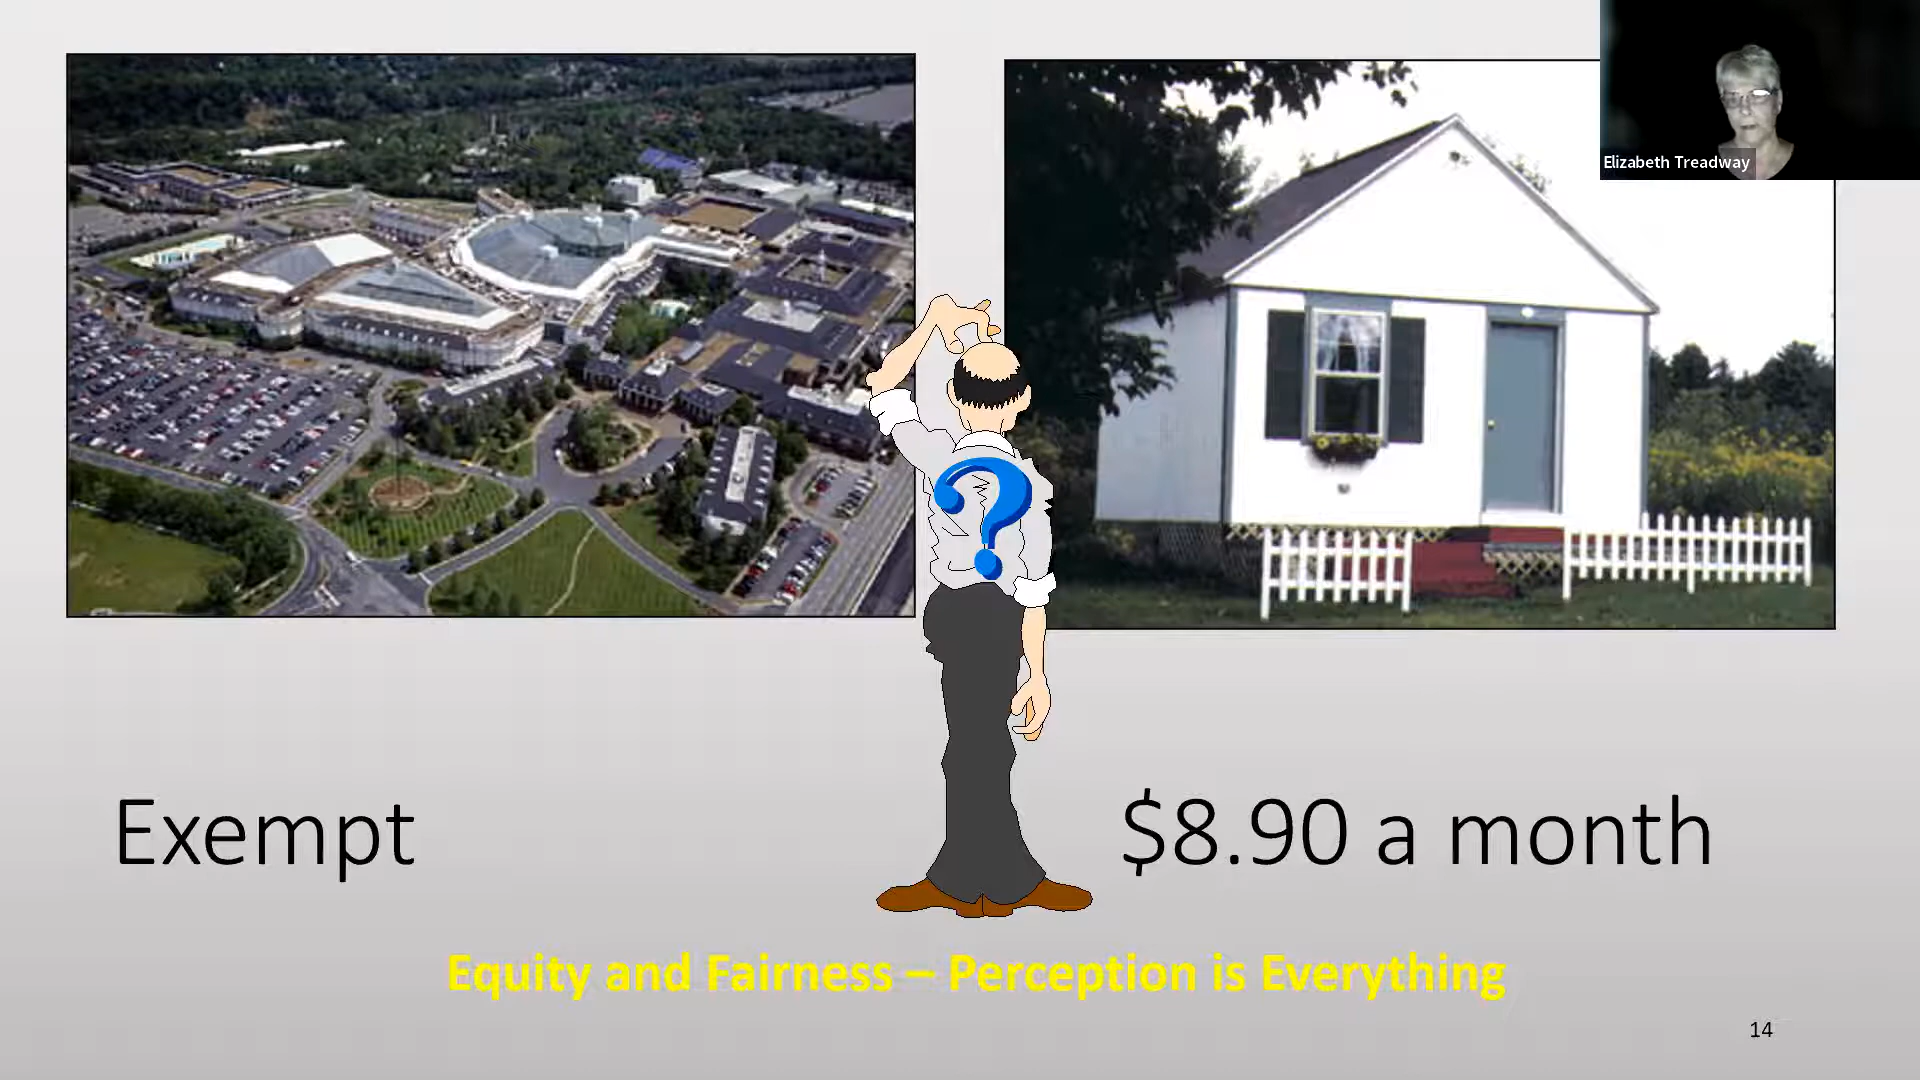 Elizabeth Treadway
?
Exempt
$8.90 a month
Equity and Fairness – Perception is Everything
14